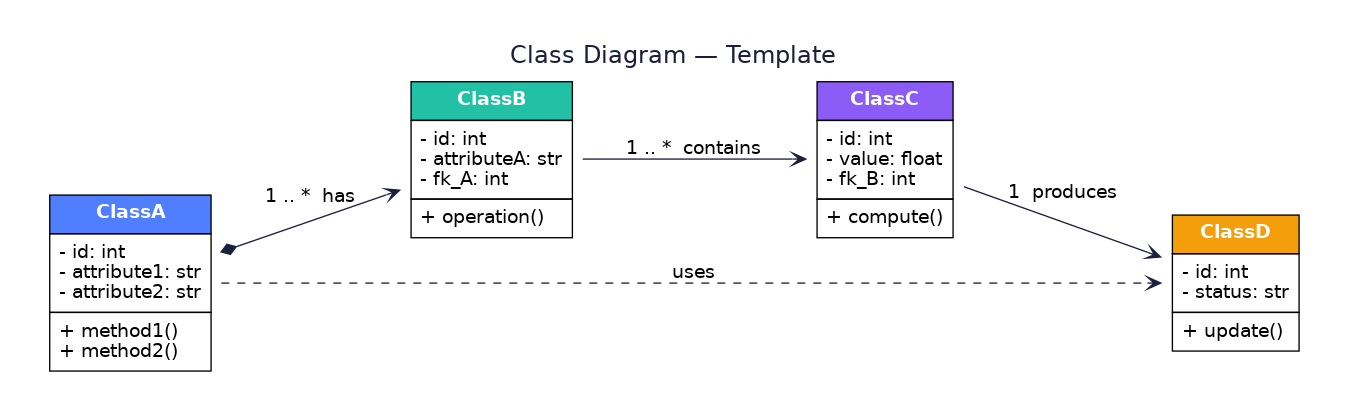 Class Diagram — Template
ClassA
- id: int
- attribute1: str
- attribute2: str
+ method1()
+ method2()
1 .. *  has
ClassB
- id: int
- attributeA: str
- fk_A: int
+ operation()
1 .. *  contains
ClassC
- id: int
- value: float
- fk_B: int
+ compute()
1  produces
uses
ClassD
- id: int
- status: str
+ update()